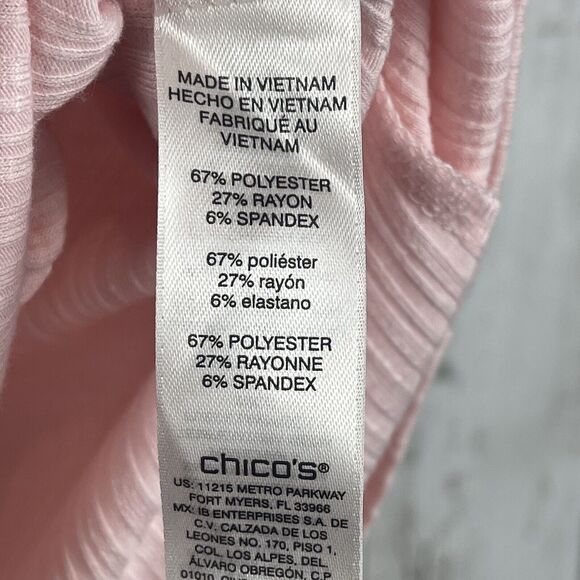 MADE IN VIETNAM
HECHO EN VIETNAM
FABRIQUÉ AU
VIETNAM
67% POLYESTER
27% RAYON
6% SPANDEX
67% poliéster
27% rayón
6% elastano
67% POLYESTER
27% RAYONNE
6% SPANDEX
chico's®
US: 11215 METRO PARKWAY
FORT MYERS, FL 33966
MX: IB ENTERPRISES S.A. DE
C.V. CALZADA DE LOS
LEONES NO. 170, PISO 1,
COL. LOS ALPES, DEL.
ÁLVARO OBREGÓN, C.P.
01010,